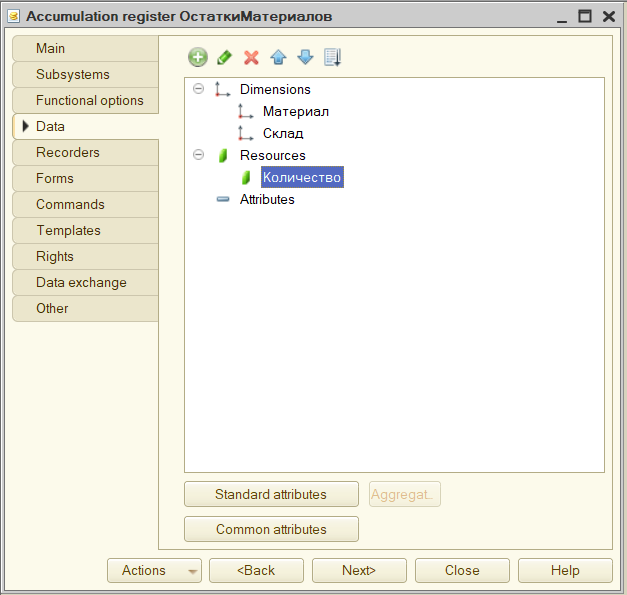 Accumulation register ОстаткиМатериалов
Main
Subsystems
Functional options
Data
Recorders
Forms
Commands
Templates
Rights
Data exchange
Other
Dimensions
Материал
Склад
Resources
Количество
Attributes
Standard attributes
Aggregat..
Common attributes
Actions
<Back
Next>
Close
Help